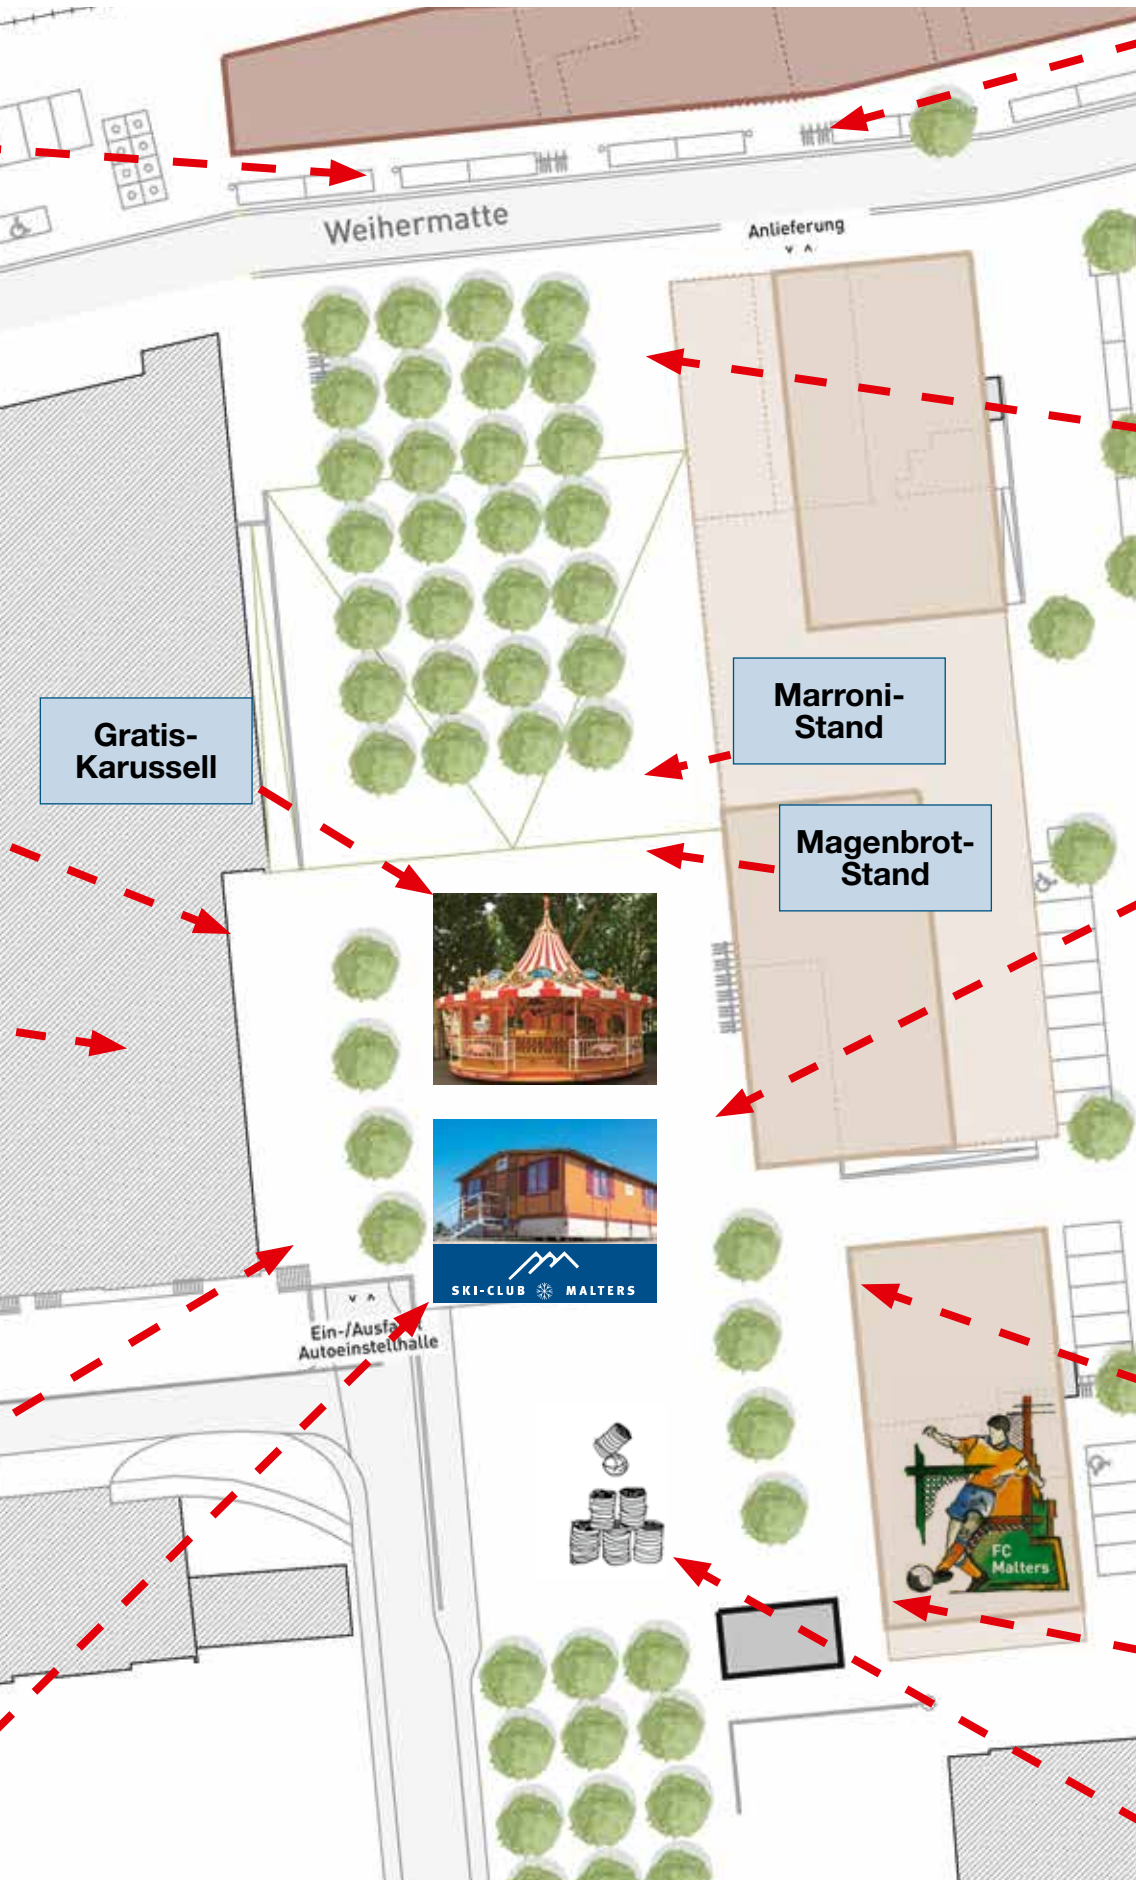 Weihermatte
Anlieferung
Marroni-
Stand
Gratis-
Karussell
Magenbrot-
Stand
SKI-CLUB MALTERS
Ein-/Ausfahrt
Autoeinstellhalle
FC
Malters